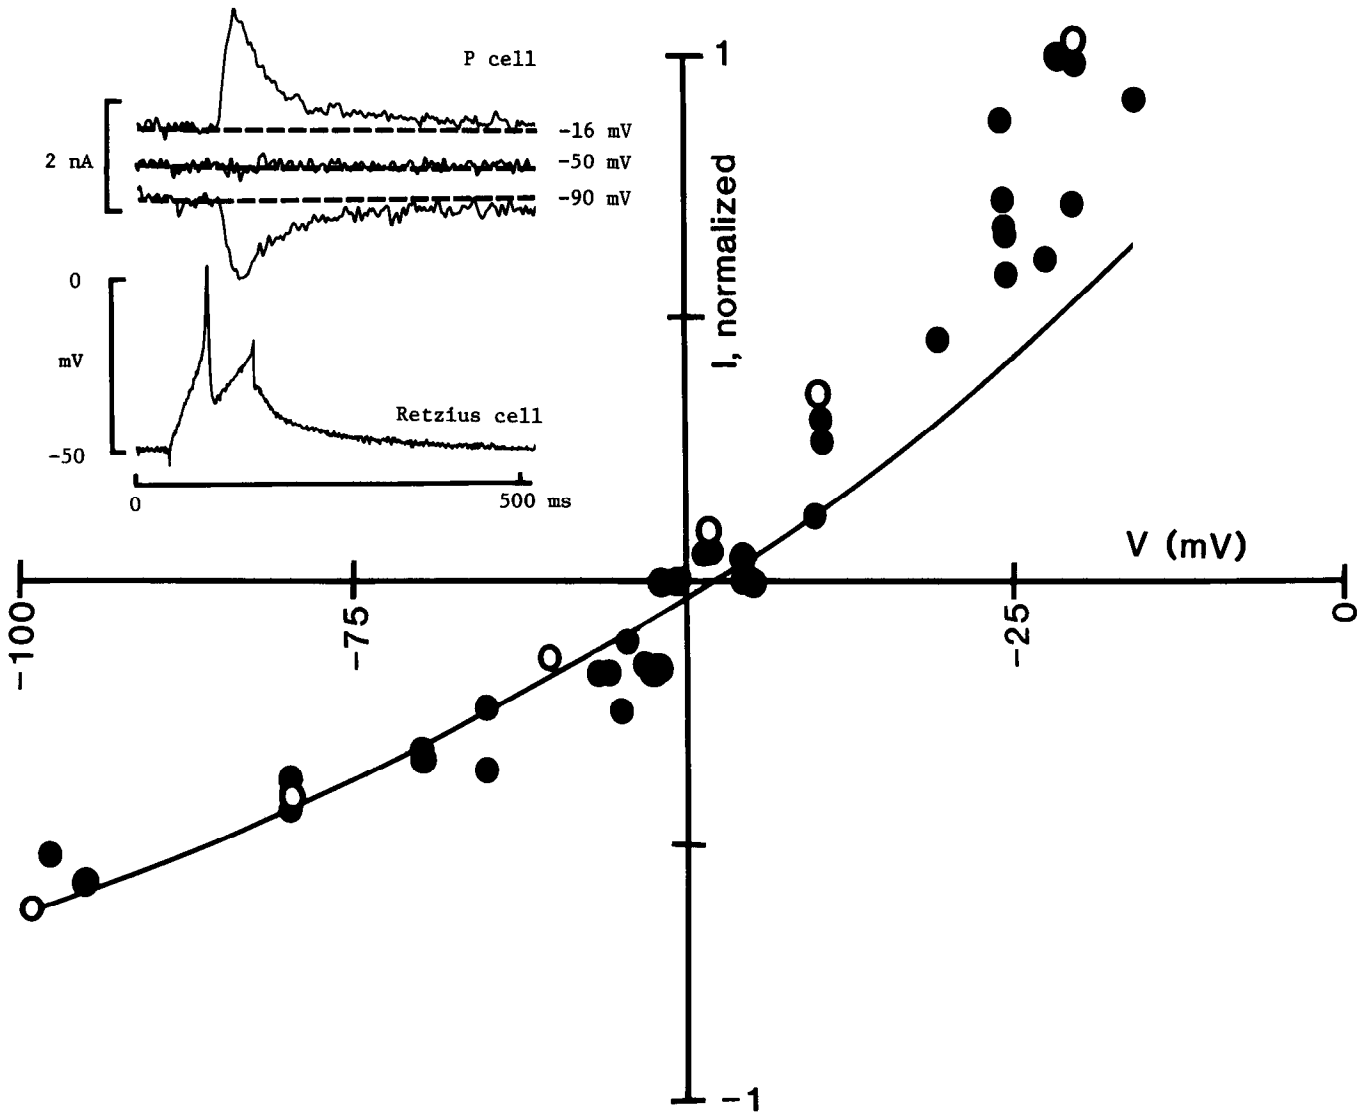 P cell
-16 mV
2 nA
-50 mV
-90 mV
0
mV
Retzius cell
-50
0
500 ms
1
I, normalized
V (mV)
-100
-75
-25
0
-1